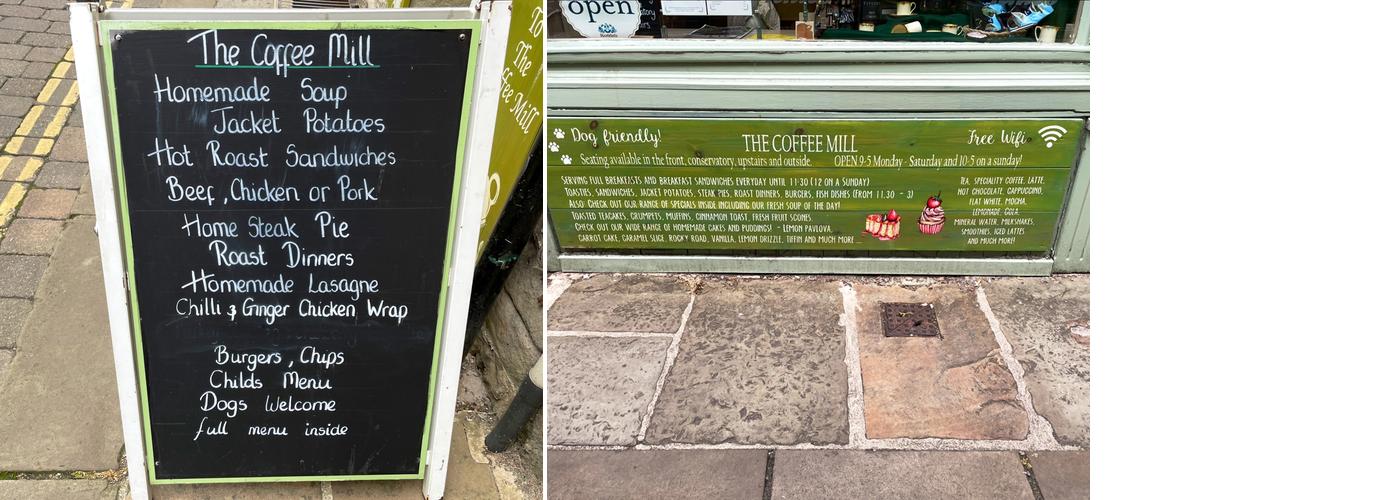 The Coffee Mill
Homemade Soup
Jacket Potatoes
Hot Roast Sandwiches
Beef, Chicken or Pork
Home Steak Pie
Roast Dinners
Homemade Lasagne
Chilli & Ginger Chicken Wrap
Burgers, Chips
Childs Menu
Dogs Welcome
full menu inside
To
The
ffee Mill
open
Dog friendly!
THE COFFEE MILL
Free Wifi
Seating available in the front, conservatory, upstairs and outside. OPEN 9-5 Monday - Saturday and 10-5 on a sunday!
SERVING FULL BREAKFASTS AND BREAKFAST SANDWICHES EVERYDAY UNTIL 11.30 (12 ON A SUNDAY)
TOASTIES, SANDWICHES, JACKET POTATOES, STEAK PIES, ROAST DINNERS, BURGERS, FISH DISHES (FROM 11.30 - 3)
ALSO CHECK OUT OUR RANGE OF SPECIALS INSIDE INCLUDING OUR FRESH SOUP OF THE DAY!
TOASTED TEACAKES, CRUMPETS, MUFFINS, CINNAMON TOAST, FRESH FRUIT SCONES.
CHECK OUT OUR WIDE RANGE OF HOMEMADE CAKES AND PUDDINGS! - LEMON PAVLOVA,
CARROT CAKE, CARAMEL SLICE, ROCKY ROAD, VANILLA, LEMON DRIZZLE, TIFFIN AND MUCH MORE...
TEA, SPECIALITY COFFEE, LATTE,
HOT CHOCOLATE, CAPPUCCINO,
FLAT WHITE, MOCHA,
LEMONADE, COLA,
MINERAL WATER, MILKSHAKES,
SMOOTHIES, ICED LATTES
AND MUCH MORE!